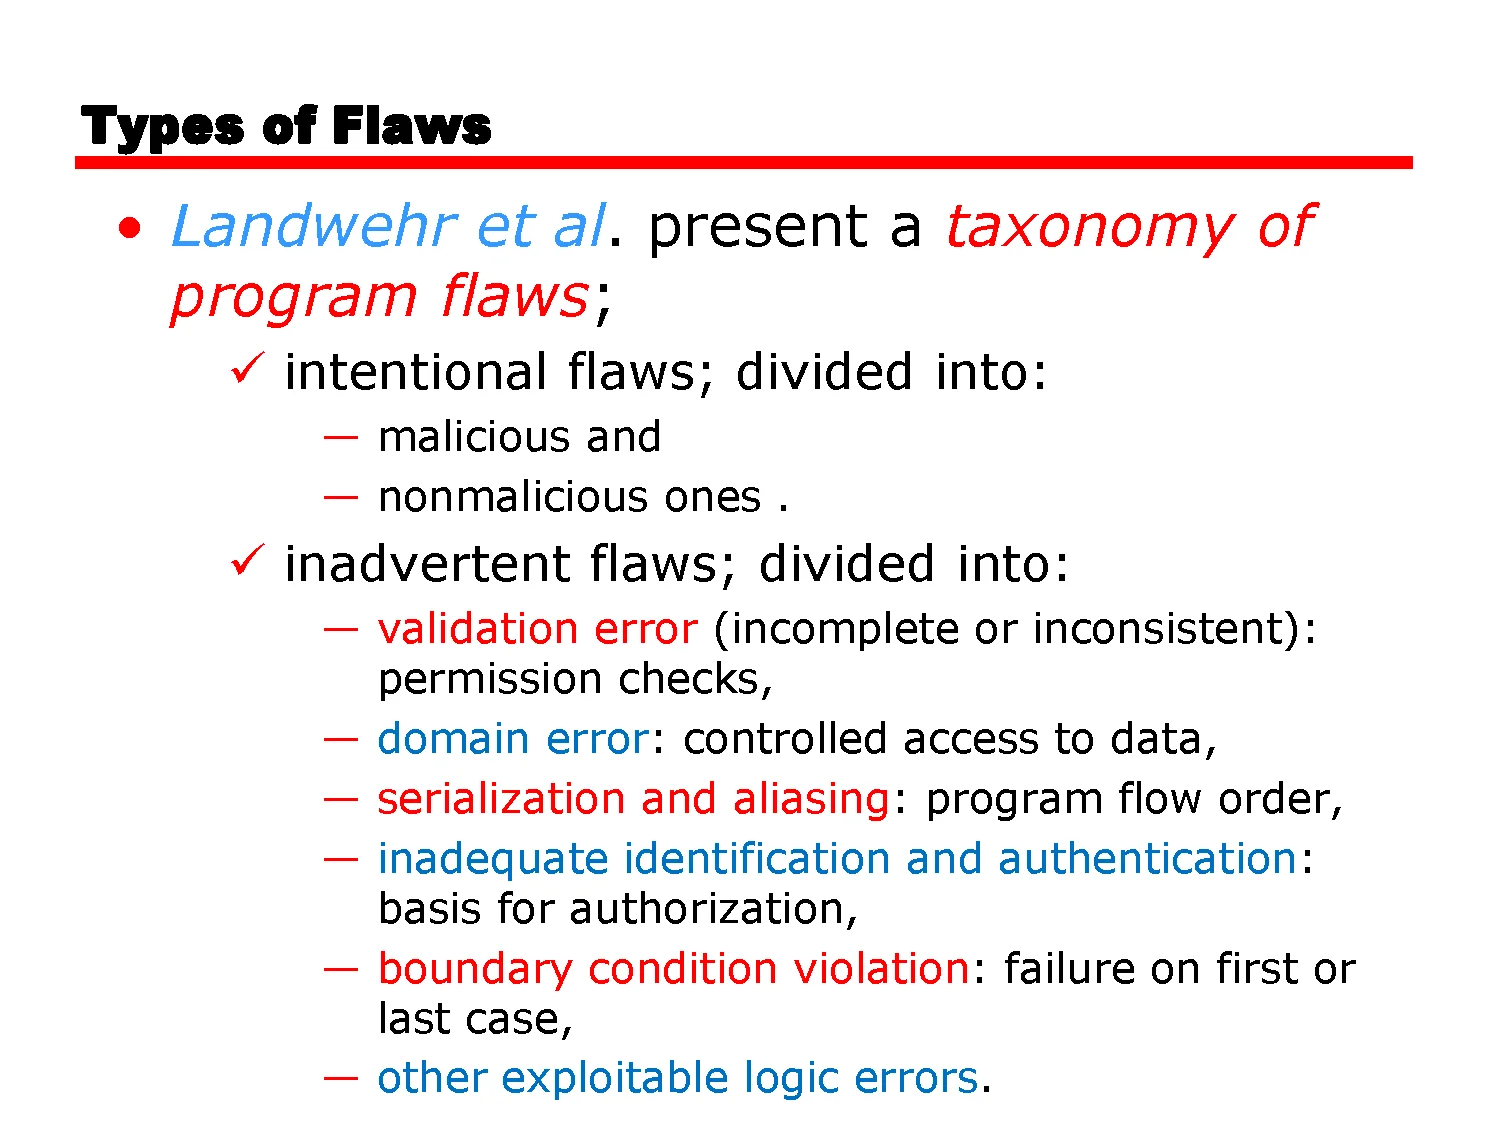 Types of Flaws
• Landwehr et al. present a taxonomy of
program flaws;
✓ intentional flaws; divided into:
— malicious and
— nonmalicious ones .
✓ inadvertent flaws; divided into:
— validation error (incomplete or inconsistent):
permission checks,
— domain error: controlled access to data,
— serialization and aliasing: program flow order,
— inadequate identification and authentication:
basis for authorization,
— boundary condition violation: failure on first or
last case,
— other exploitable logic errors.